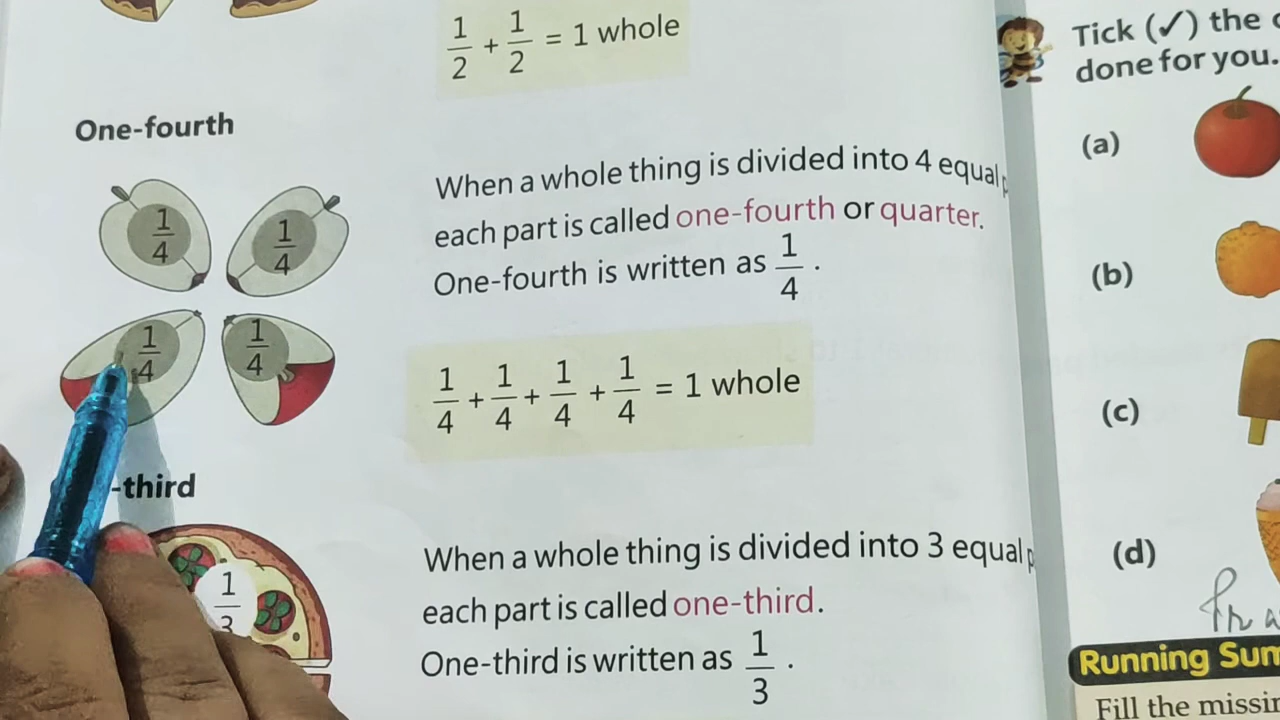 1/2 + 1/2 = 1 whole
One-fourth
1/4
1/4
1/4
1/4
When a whole thing is divided into 4 equal
each part is called one-fourth or quarter.
One-fourth is written as 1/4 .
1/4 + 1/4 + 1/4 + 1/4 = 1 whole
-third
1/3
When a whole thing is divided into 3 equal
each part is called one-third.
One-third is written as 1/3 .
Tick (✓) the
done for you.
(a)
(b)
(c)
(d)
Running
Fill the